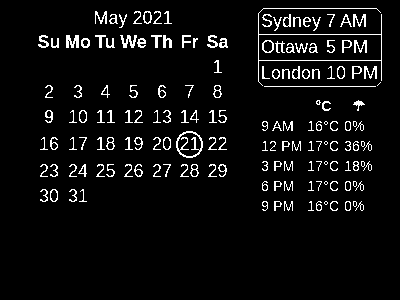 May 2021
Su Mo Tu We Th Fr Sa
1
2 3 4 5 6 7 8
9 10 11 12 13 14 15
16 17 18 19 20 21 22
23 24 25 26 27 28 29
30 31
Sydney 7 AM
Ottawa 5 PM
London 10 PM
°C ☂
9 AM 16°C 0%
12 PM 17°C 36%
3 PM 17°C 18%
6 PM 17°C 0%
9 PM 16°C 0%